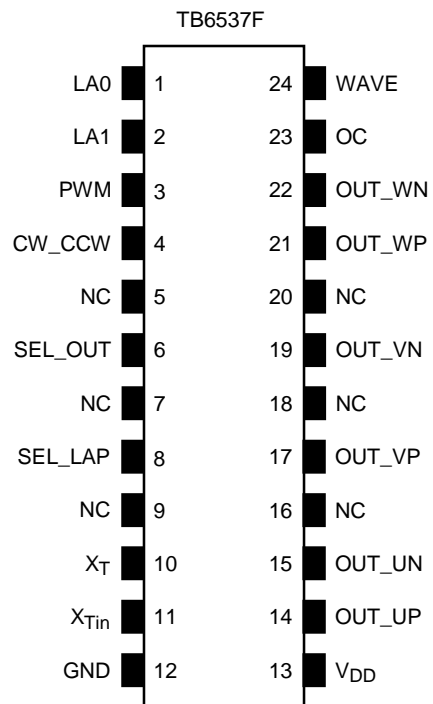 TB6537F
LA0 1 24 WAVE
LA1 2 23 OC
PWM 3 22 OUT_WN
CW_CCW 4 21 OUT_WP
NC 5 20 NC
SEL_OUT 6 19 OUT_VN
NC 7 18 NC
SEL_LAP 8 17 OUT_VP
NC 9 16 NC
XT 10 15 OUT_UN
XTin 11 14 OUT_UP
GND 12 13 VDD